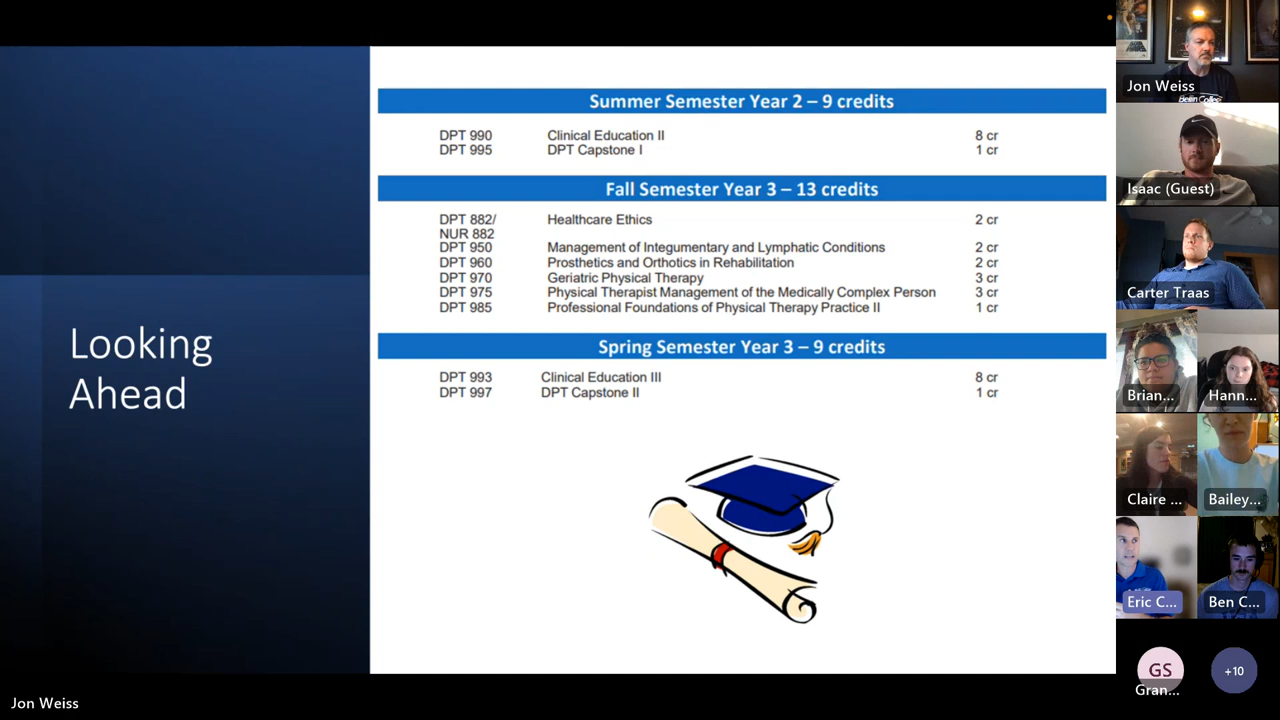 Looking
Ahead
Summer Semester Year 2 – 9 credits
DPT 990 Clinical Education II 8 cr
DPT 995 DPT Capstone I 1 cr
Fall Semester Year 3 – 13 credits
DPT 882/ Healthcare Ethics 2 cr
NUR 882
DPT 950 Management of Integumentary and Lymphatic Conditions 2 cr
DPT 960 Prosthetics and Orthotics in Rehabilitation 2 cr
DPT 970 Geriatric Physical Therapy 3 cr
DPT 975 Physical Therapist Management of the Medically Complex Person 3 cr
DPT 985 Professional Foundations of Physical Therapy Practice II 1 cr
Spring Semester Year 3 – 9 credits
DPT 993 Clinical Education III 8 cr
DPT 997 DPT Capstone II 1 cr
Jon Weiss
Bellin College
Isaac (Guest)
Carter Traas
Brian...
Hann...
Claire ...
Bailey...
Eric C...
Ben C...
GS
Gran...
+10
Jon Weiss